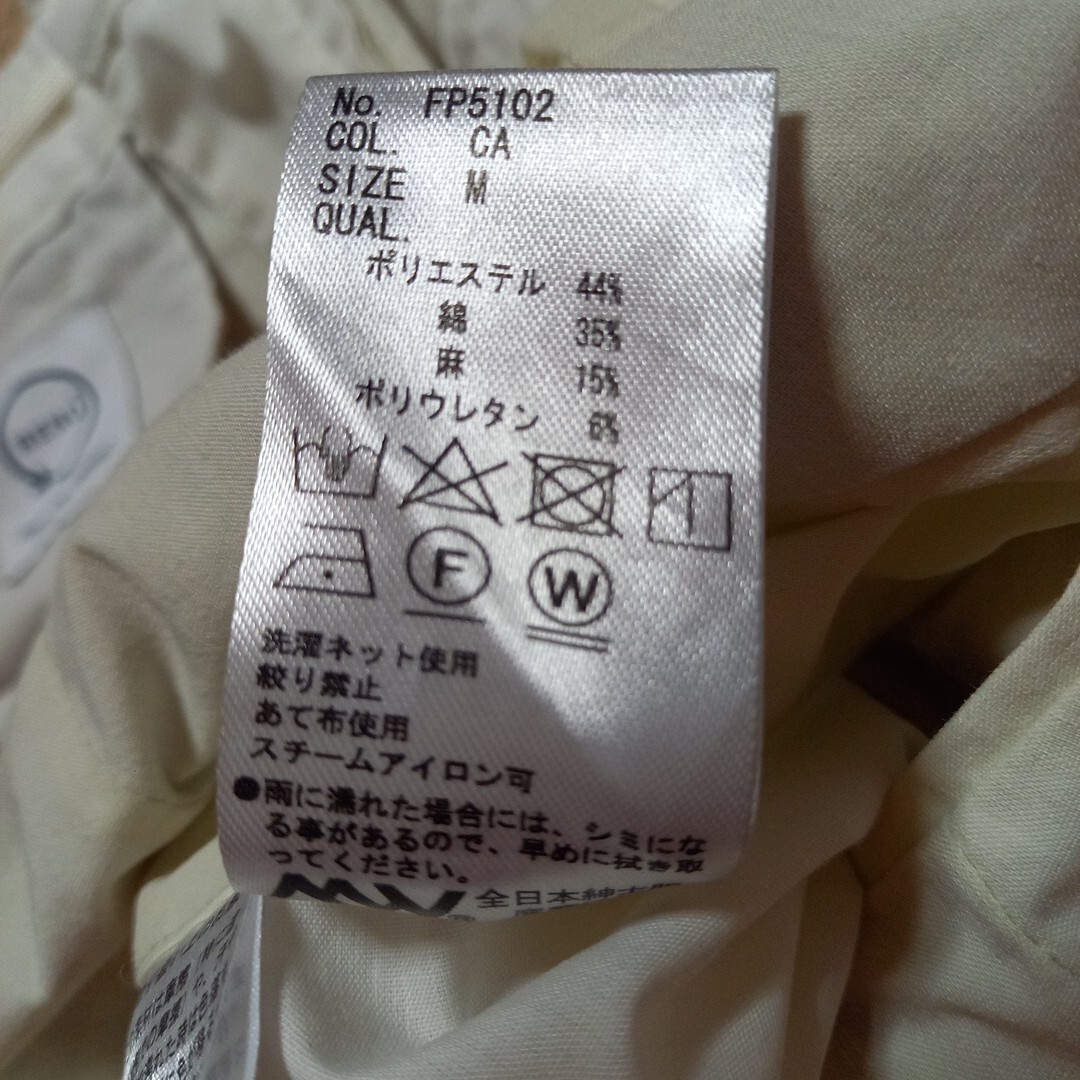 No. FP5102
COL. CA
SIZE M
QUAL.
ポリエステル 44%
綿 35%
麻 15%
ポリウレタン 6%
F W
洗濯ネット使用
絞り禁止
あて布使用
スチームアイロン可
●雨に濡れた場合には、シミにな
る事があるので、早めに拭き取
ってください。
全日本紳士服